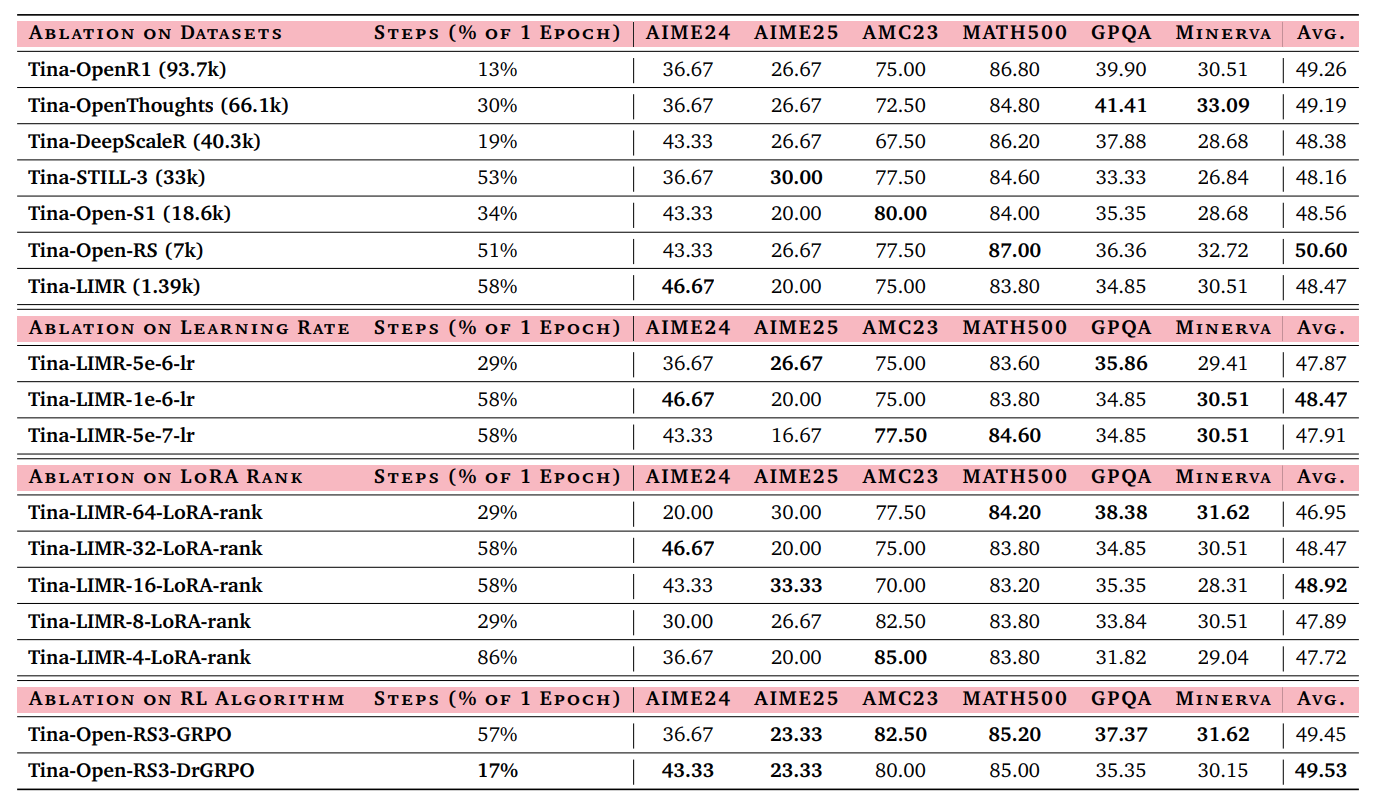 ABLATION ON DATASETS STEPS (% OF 1 EPOCH) AIME24 AIME25 AMC23 MATH500 GPQA MINERVA AVG.
Tina-OpenR1 (93.7k) 13% 36.67 26.67 75.00 86.80 39.90 30.51 49.26
Tina-OpenThoughts (66.1k) 30% 36.67 26.67 72.50 84.80 41.41 33.09 49.19
Tina-DeepScaleR (40.3k) 19% 43.33 26.67 67.50 86.20 37.88 28.68 48.38
Tina-STILL-3 (33k) 53% 36.67 30.00 77.50 84.60 33.33 26.84 48.16
Tina-Open-S1 (18.6k) 34% 43.33 20.00 80.00 84.00 35.35 28.68 48.56
Tina-Open-RS (7k) 51% 43.33 26.67 77.50 87.00 36.36 32.72 50.60
Tina-LIMR (1.39k) 58% 46.67 20.00 75.00 83.80 34.85 30.51 48.47
ABLATION ON LEARNING RATE STEPS (% OF 1 EPOCH) AIME24 AIME25 AMC23 MATH500 GPQA MINERVA AVG.
Tina-LIMR-5e-6-lr 29% 36.67 26.67 75.00 83.60 35.86 29.41 47.87
Tina-LIMR-1e-6-lr 58% 46.67 20.00 75.00 83.80 34.85 30.51 48.47
Tina-LIMR-5e-7-lr 58% 43.33 16.67 77.50 84.60 34.85 30.51 47.91
ABLATION ON LORA RANK STEPS (% OF 1 EPOCH) AIME24 AIME25 AMC23 MATH500 GPQA MINERVA AVG.
Tina-LIMR-64-LoRA-rank 29% 20.00 30.00 77.50 84.20 38.38 31.62 46.95
Tina-LIMR-32-LoRA-rank 58% 46.67 20.00 75.00 83.80 34.85 30.51 48.47
Tina-LIMR-16-LoRA-rank 58% 43.33 33.33 70.00 83.20 35.35 28.31 48.92
Tina-LIMR-8-LoRA-rank 29% 30.00 26.67 82.50 83.80 33.84 30.51 47.89
Tina-LIMR-4-LoRA-rank 86% 36.67 20.00 85.00 83.80 31.82 29.04 47.72
ABLATION ON RL ALGORITHM STEPS (% OF 1 EPOCH) AIME24 AIME25 AMC23 MATH500 GPQA MINERVA AVG.
Tina-Open-RS3-GRPO 57% 36.67 23.33 82.50 85.20 37.37 31.62 49.45
Tina-Open-RS3-DrGRPO 17% 43.33 23.33 80.00 85.00 35.35 30.15 49.53